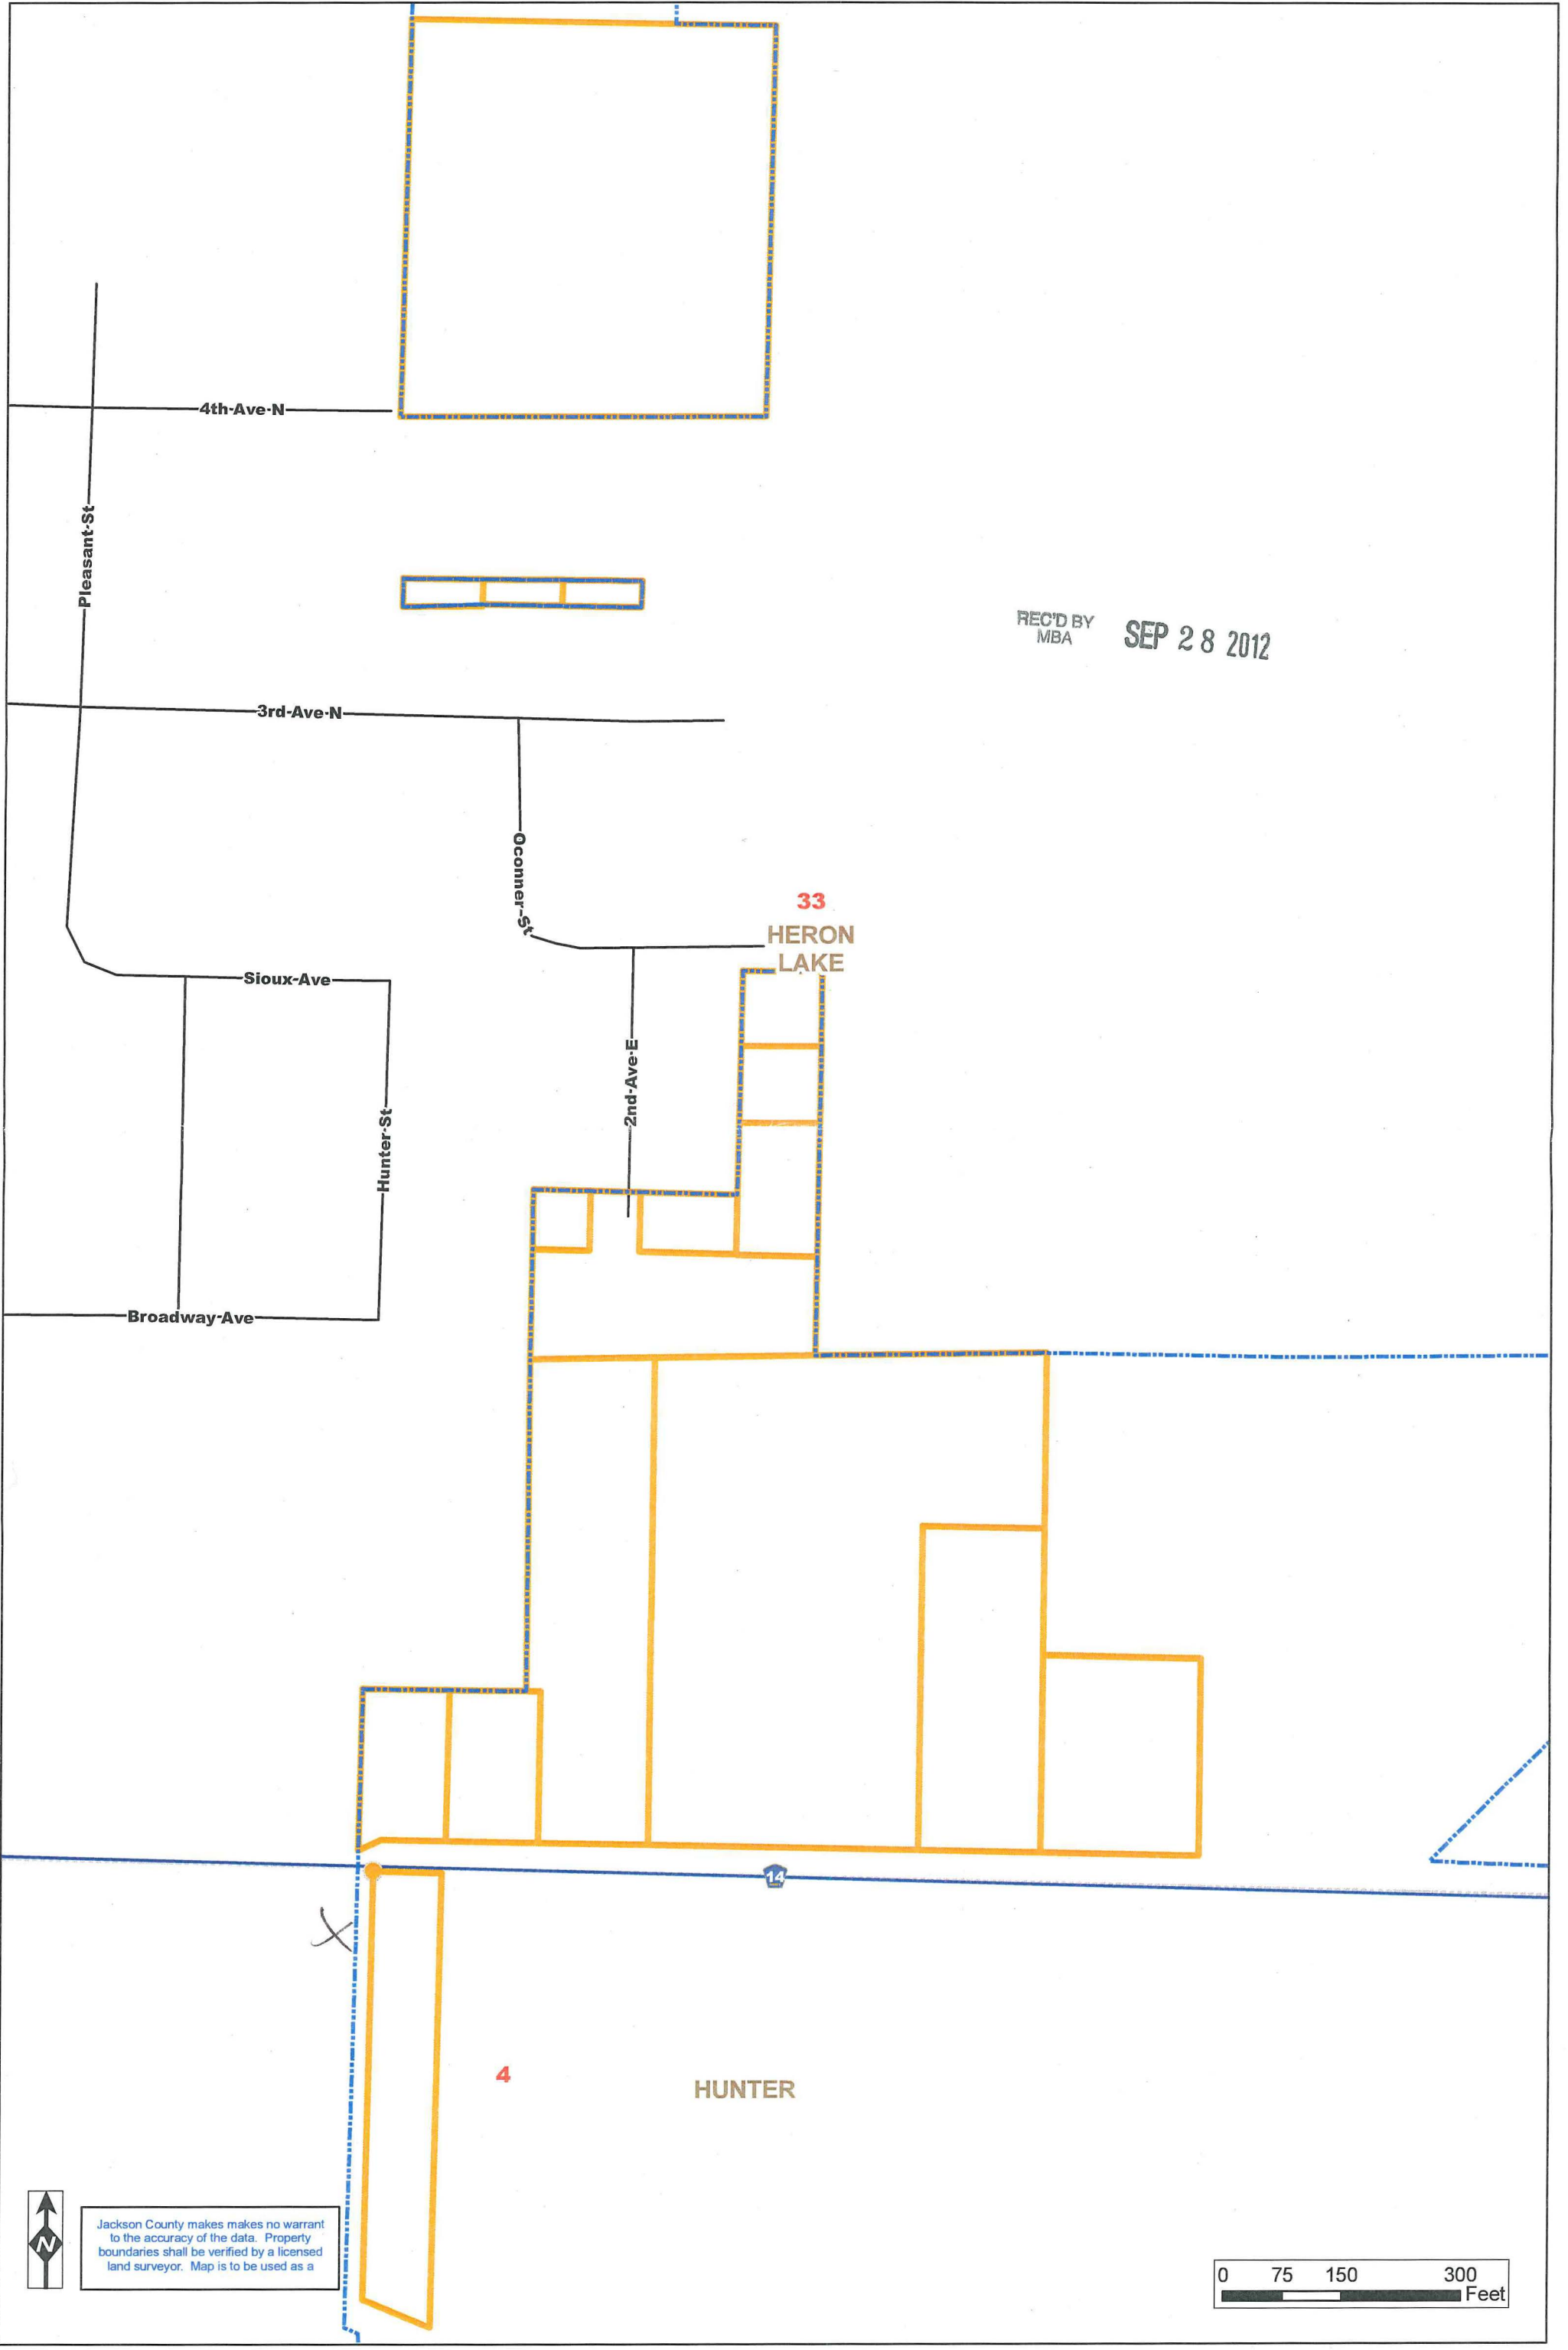 4th-Ave-N
Pleasant-St
REC'D BY
MBA
SEP 28 2012
3rd-Ave-N
Oconner-St
33
HERON
LAKE
Sioux-Ave
2nd-Ave-E
Hunter-St
Broadway-Ave
14
4
HUNTER
N
Jackson County makes makes no warrant
to the accuracy of the data. Property
boundaries shall be verified by a licensed
land surveyor. Map is to be used as a
0 75 150 300
Feet